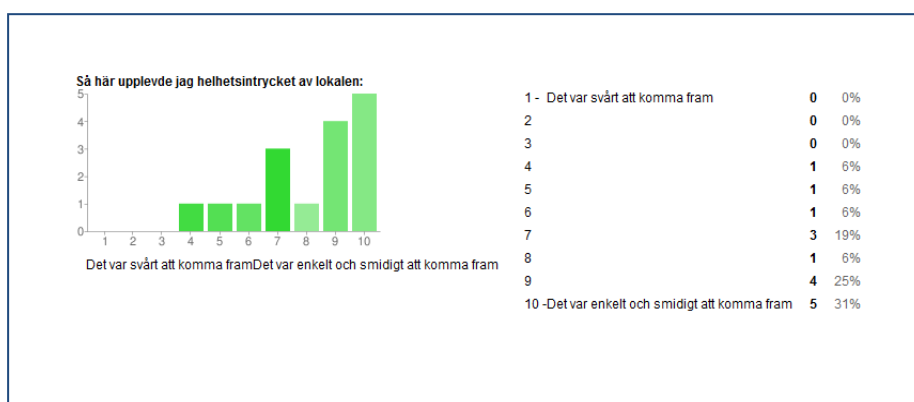 Så här upplevde jag helhetsintrycket av lokalen:
5
4
3
2
1
0
1 2 3 4 5 6 7 8 9 10
Det var svårt att komma framDet var enkelt och smidigt att komma fram
1 - Det var svårt att komma fram 0 0%
2 0 0%
3 0 0%
4 1 6%
5 1 6%
6 1 6%
7 3 19%
8 1 6%
9 4 25%
10 -Det var enkelt och smidigt att komma fram 5 31%